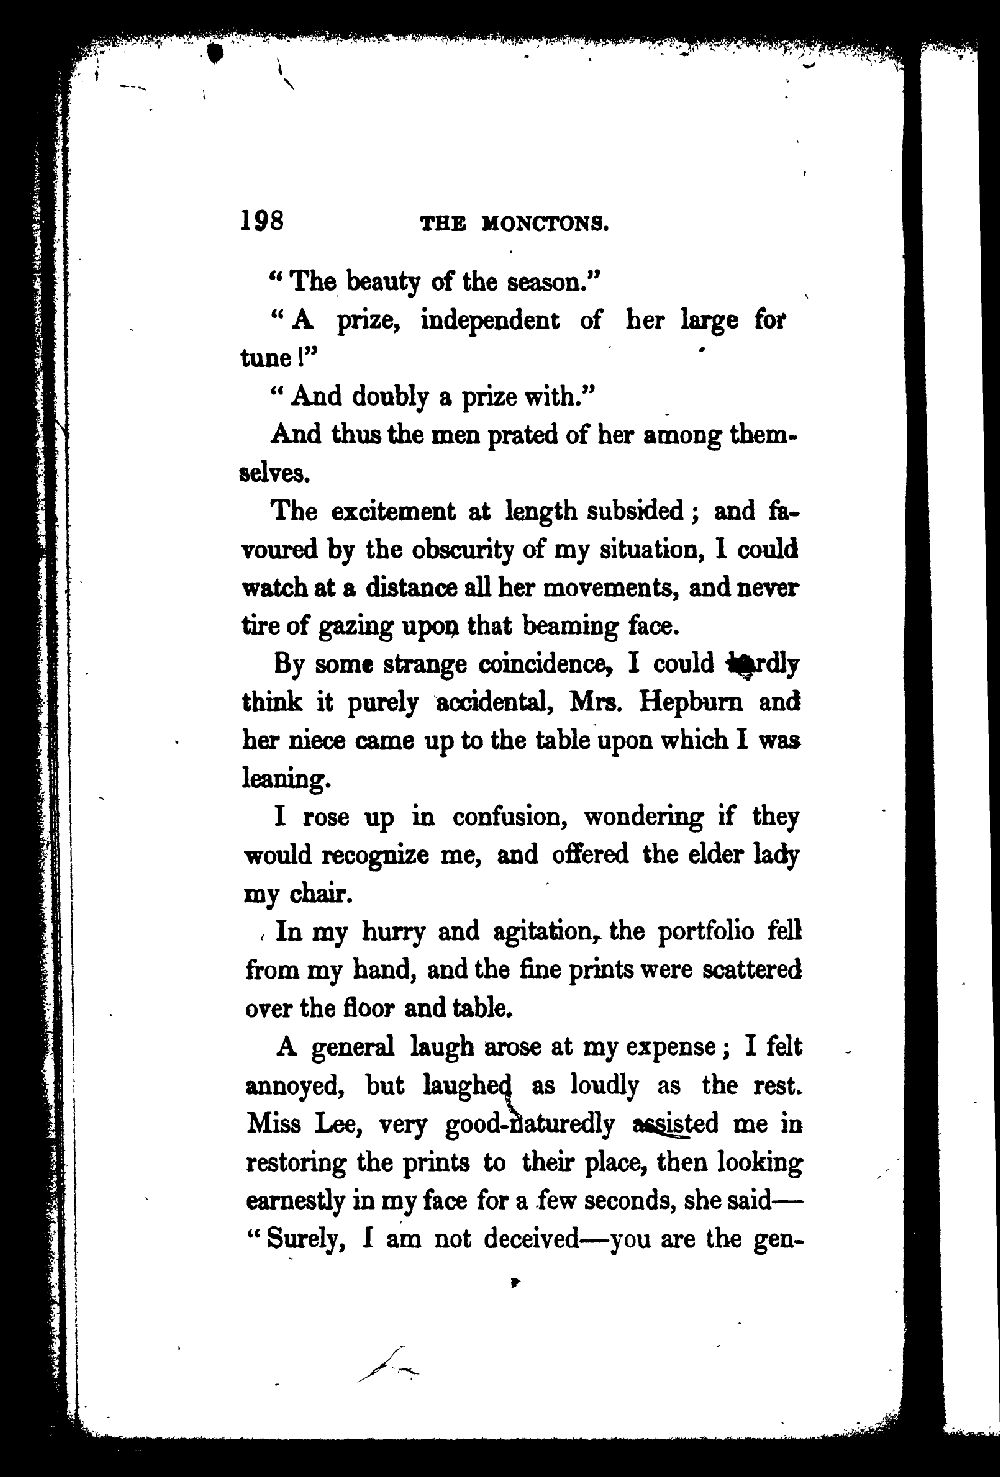 198 THE MONCTONS.
“ The beauty of the season.”
“ A prize, independent of her large for
tune !”
“ And doubly a prize with.”
And thus the men prated of her among them-
selves.
The excitement at length subsided ; and fa-
voured by the obscurity of my situation, I could
watch at a distance all her movements, and never
tire of gazing upon that beaming face.
By some strange coincidence, I could hardly
think it purely accidental, Mrs. Hepburn and
her niece came up to the table upon which I was
leaning.
I rose up in confusion, wondering if they
would recognize me, and offered the elder lady
my chair.
In my hurry and agitation, the portfolio fell
from my hand, and the fine prints were scattered
over the floor and table.
A general laugh arose at my expense ; I felt
annoyed, but laughed as loudly as the rest.
Miss Lee, very good-naturedly assisted me in
restoring the prints to their place, then looking
earnestly in my face for a few seconds, she said—
“ Surely, I am not deceived—you are the gen-